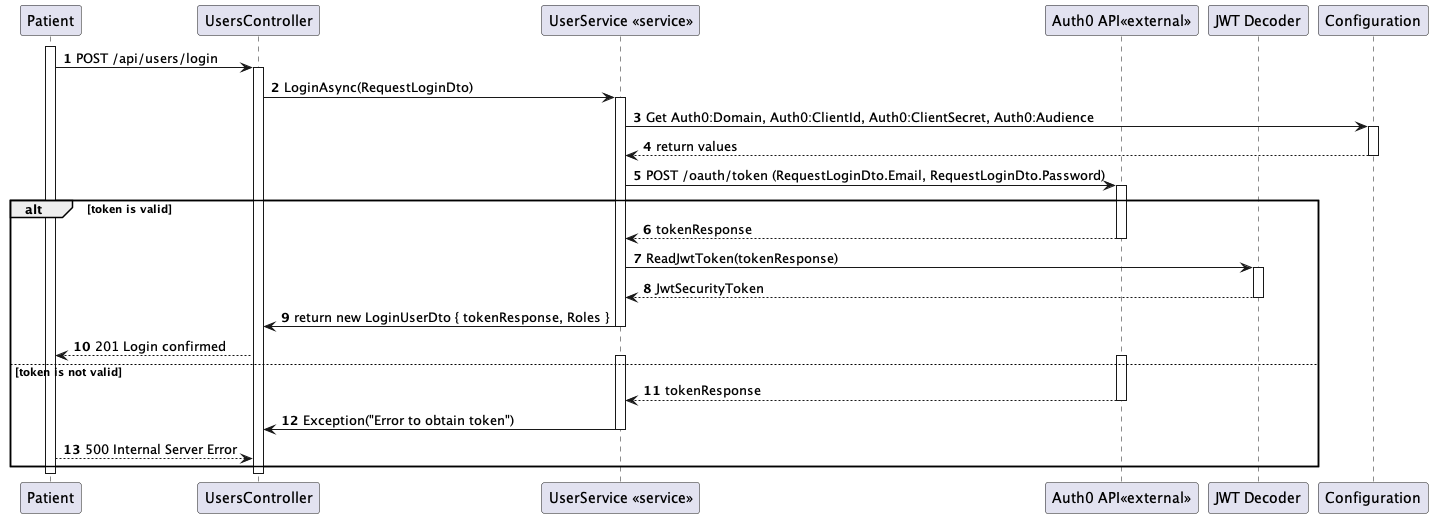 Patient
UsersController
UserService «service»
Auth0 API«external»
JWT Decoder
Configuration
1 POST /api/users/login
2 LoginAsync(RequestLoginDto)
3 Get Auth0:Domain, Auth0:ClientId, Auth0:ClientSecret, Auth0:Audience
4 return values
5 POST /oauth/token (RequestLoginDto.Email, RequestLoginDto.Password)
alt [token is valid]
6 tokenResponse
7 ReadJwtToken(tokenResponse)
8 JwtSecurityToken
9 return new LoginUserDto { tokenResponse, Roles }
10 201 Login confirmed
[token is not valid]
11 tokenResponse
12 Exception("Error to obtain token")
13 500 Internal Server Error
Patient
UsersController
UserService «service»
Auth0 API«external»
JWT Decoder
Configuration